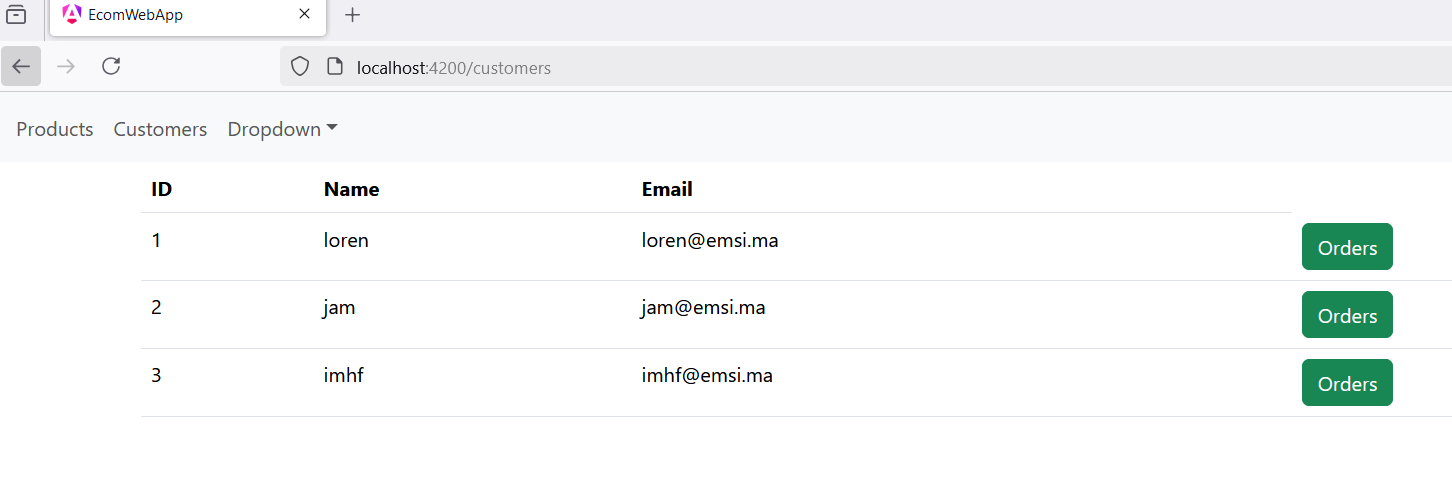 EcomWebApp
localhost:4200/customers
Products Customers Dropdown
ID Name Email
1 loren loren@emsi.ma Orders
2 jam jam@emsi.ma Orders
3 imhf imhf@emsi.ma Orders